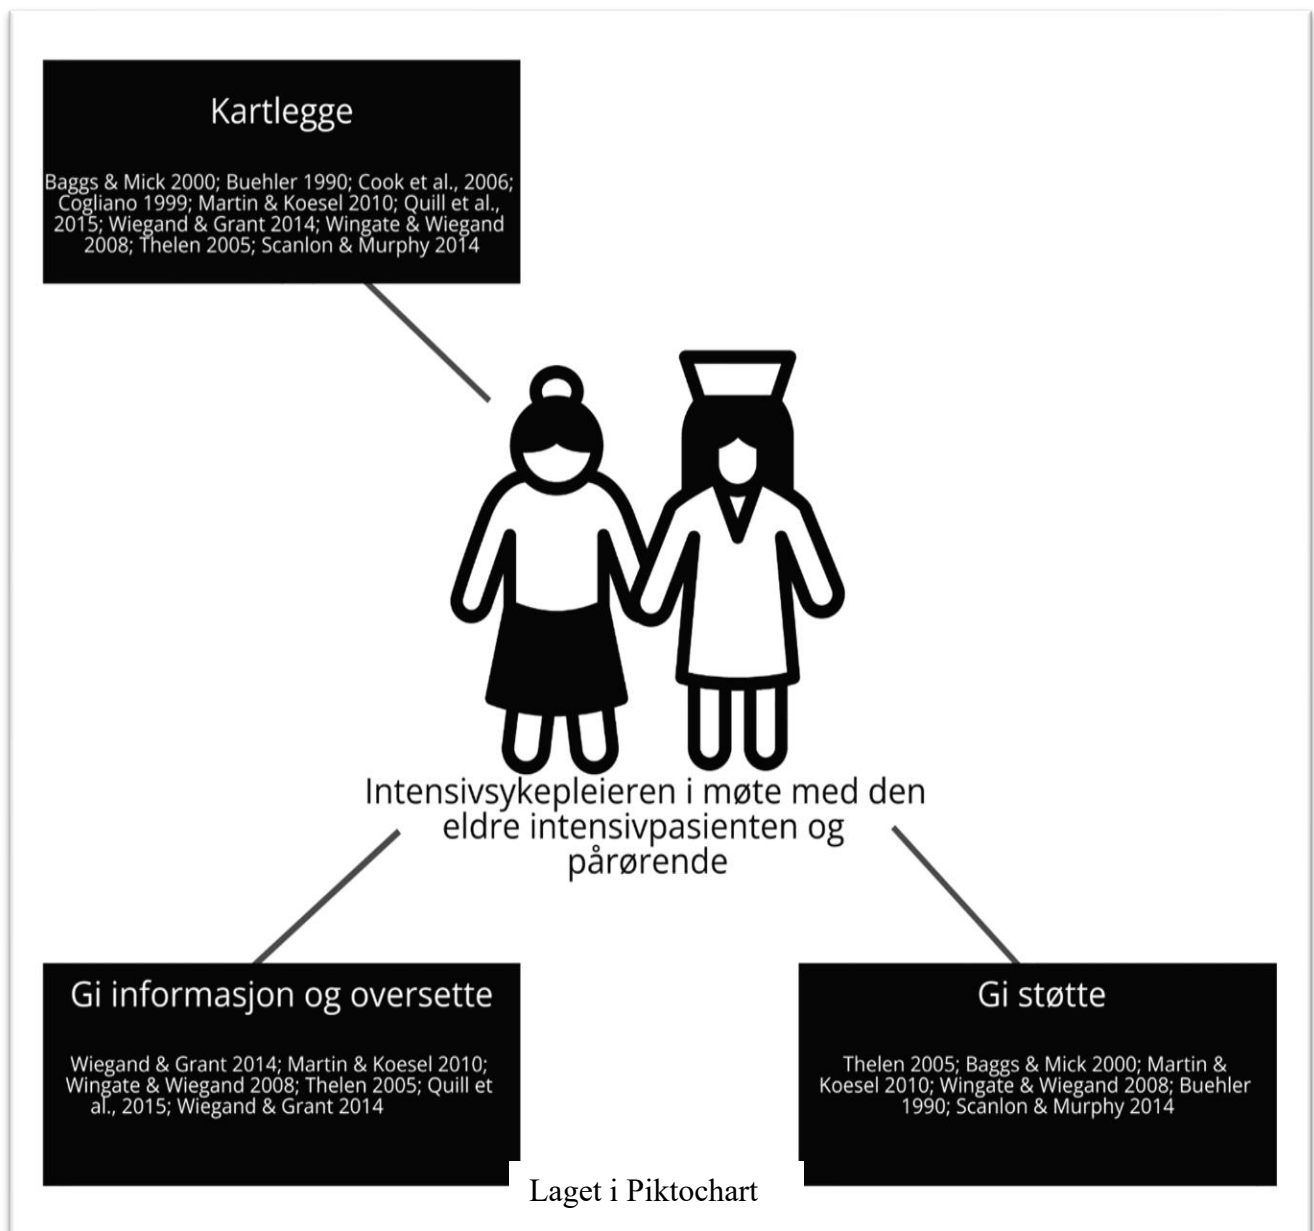 Kartlegge
Baggs & Mick 2000; Buehler 1990; Cook et al., 2006;
Cogliano 1999; Martin & Koesel 2010; Quill et al.,
2015; Wiegand & Grant 2014; Wingate & Wiegand
2008; Thelen 2005; Scanlon & Murphy 2014
Intensivsykepleieren i møte med den
eldre intensivpasienten og
pårørende
Gi informasjon og oversette
Wiegand & Grant 2014; Martin & Koesel 2010;
Wingate & Wiegand 2008; Thelen 2005; Quill et
al., 2015; Wiegand & Grant 2014
Gi støtte
Thelen 2005; Baggs & Mick 2000; Martin &
Koesel 2010; Wingate & Wiegand 2008; Buehler
1990; Scanlon & Murphy 2014
Laget i Piktochart